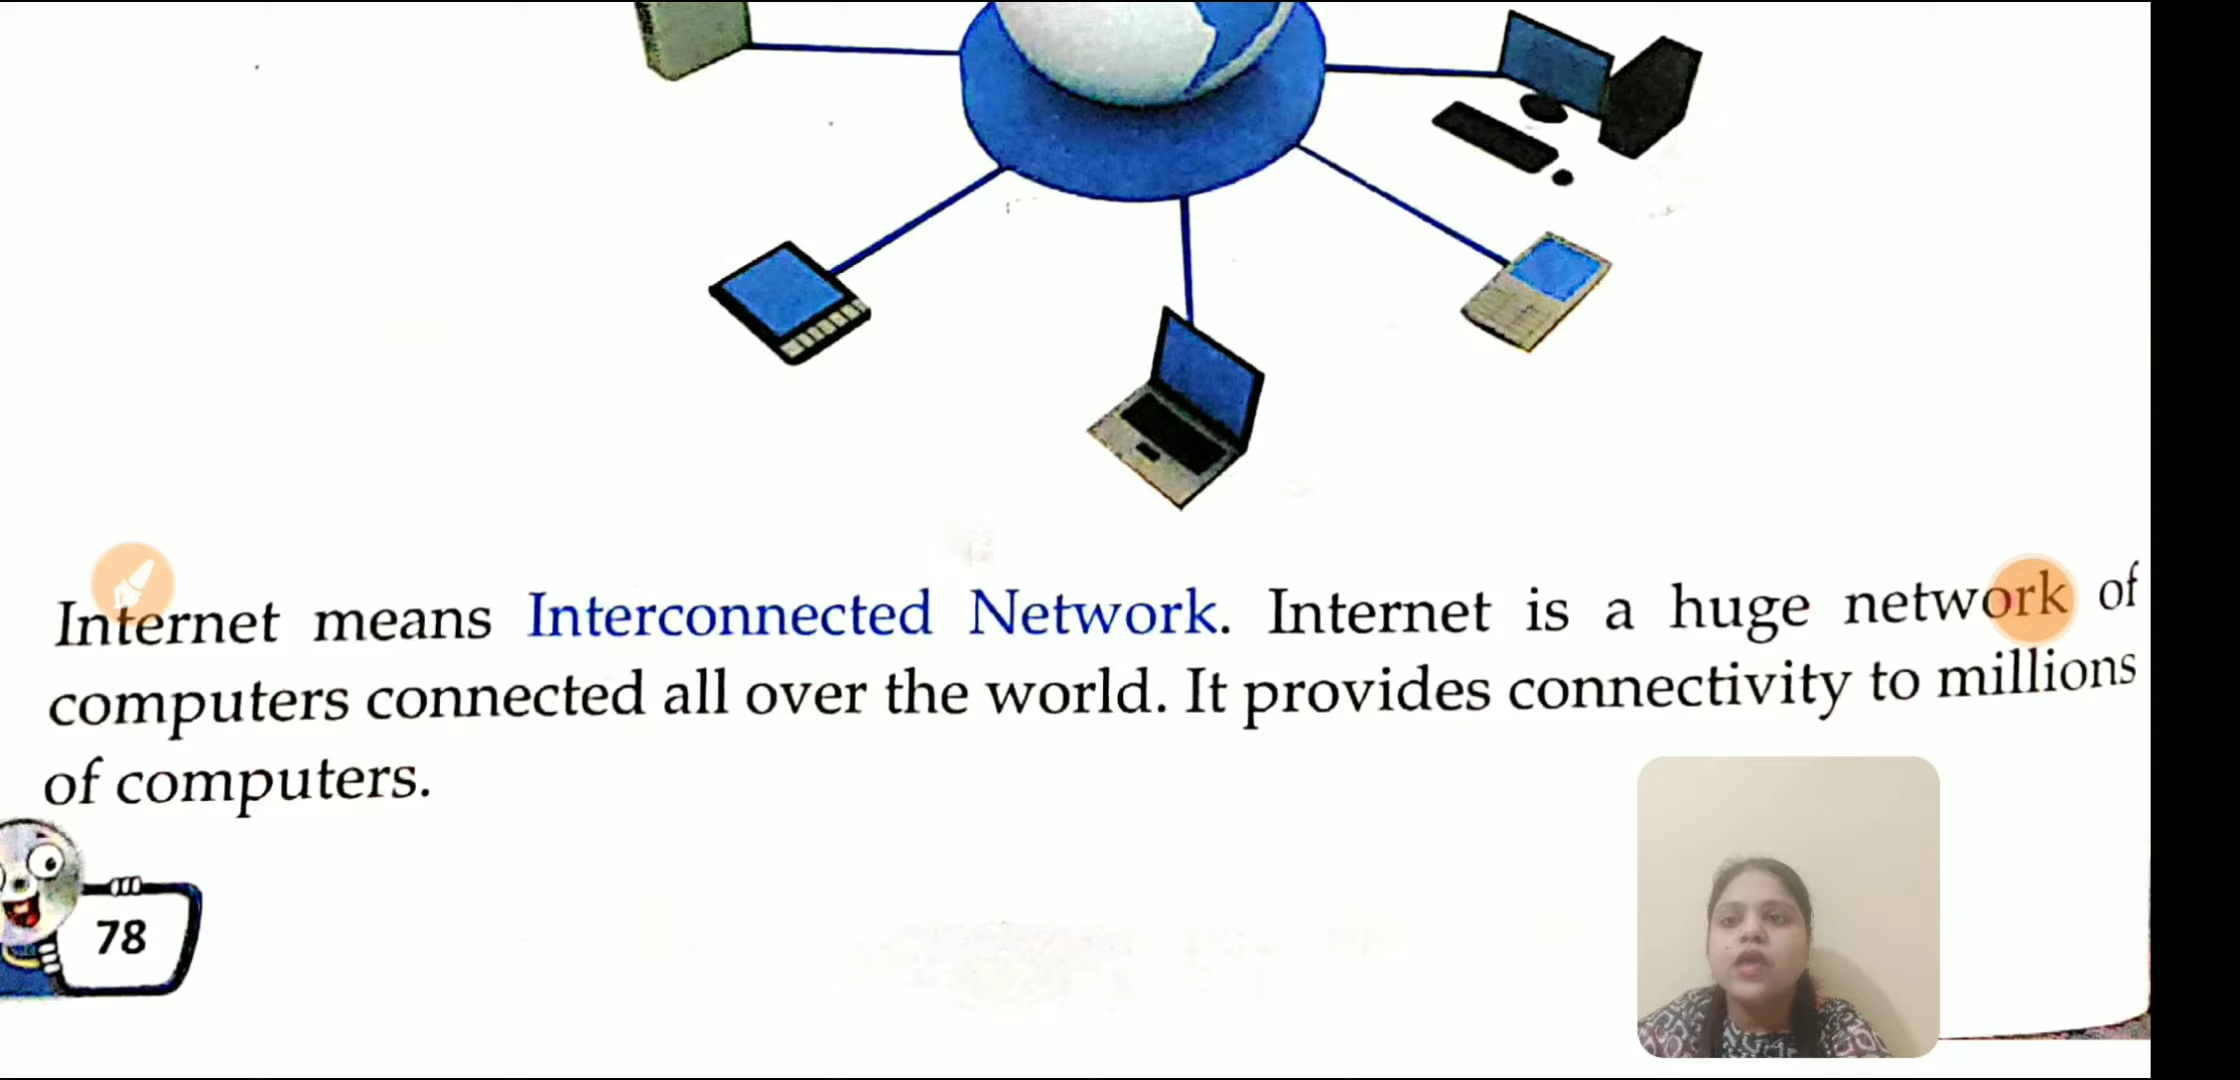 Internet means Interconnected Network. Internet is a huge network of
computers connected all over the world. It provides connectivity to millions
of computers.
78